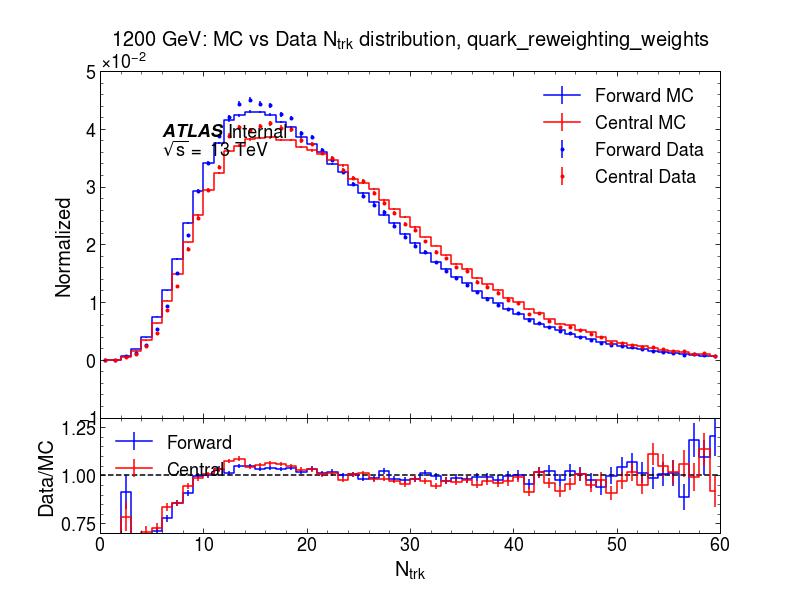 1200 GeV: MC vs Data Ntrk distribution, quark_reweighting_weights
×10−2
5
4
3
2
1
0
−1
Normalized
ATLAS Internal
√s = 13 TeV
Forward MC
Central MC
Forward Data
Central Data
1.25
1.00
0.75
Data/MC
Forward
Central
0 10 20 30 40 50 60
Ntrk